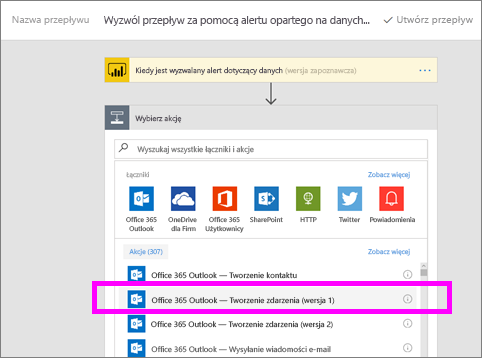 Nazwa przepływu Wyzwól przepływ za pomocą alertu opartego na danych... Utwórz przepływ
Kiedy jest wyzwalany alert dotyczący danych (wersja zapoznawcza) ...
Wybierz akcję
Wyszukaj wszystkie łączniki i akcje
Łączniki Zobacz więcej
Office 365 Outlook
OneDrive dla Firm
Office 365 Użytkownicy
SharePoint
HTTP
Twitter
Powiadomienia
Akcje (307) Zobacz więcej
Office 365 Outlook — Tworzenie kontaktu
Office 365 Outlook — Tworzenie zdarzenia (wersja 1)
Office 365 Outlook — Tworzenie zdarzenia (wersja 2)
Office 365 Outlook — Wysyłanie wiadomości e-mail